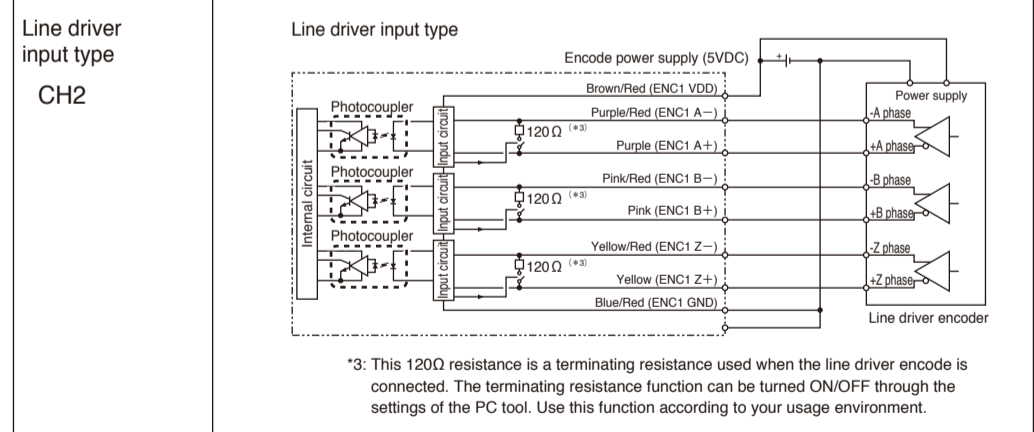 Line driver
input type
CH2
Line driver input type
Encode power supply (5VDC)
+
Brown/Red (ENC1 VDD)
Power supply
Photocoupler
Input circuit
Purple/Red (ENC1 A−)
-A phase
120Ω (*3)
Purple (ENC1 A+)
+A phase
Internal circuit
Photocoupler
Input circuit
Pink/Red (ENC1 B−)
-B phase
120Ω (*3)
Pink (ENC1 B+)
+B phase
Photocoupler
Input circuit
Yellow/Red (ENC1 Z−)
-Z phase
120Ω (*3)
Yellow (ENC1 Z+)
+Z phase
Blue/Red (ENC1 GND)
Line driver encoder
*3: This 120Ω resistance is a terminating resistance used when the line driver encode is
connected. The terminating resistance function can be turned ON/OFF through the
settings of the PC tool. Use this function according to your usage environment.